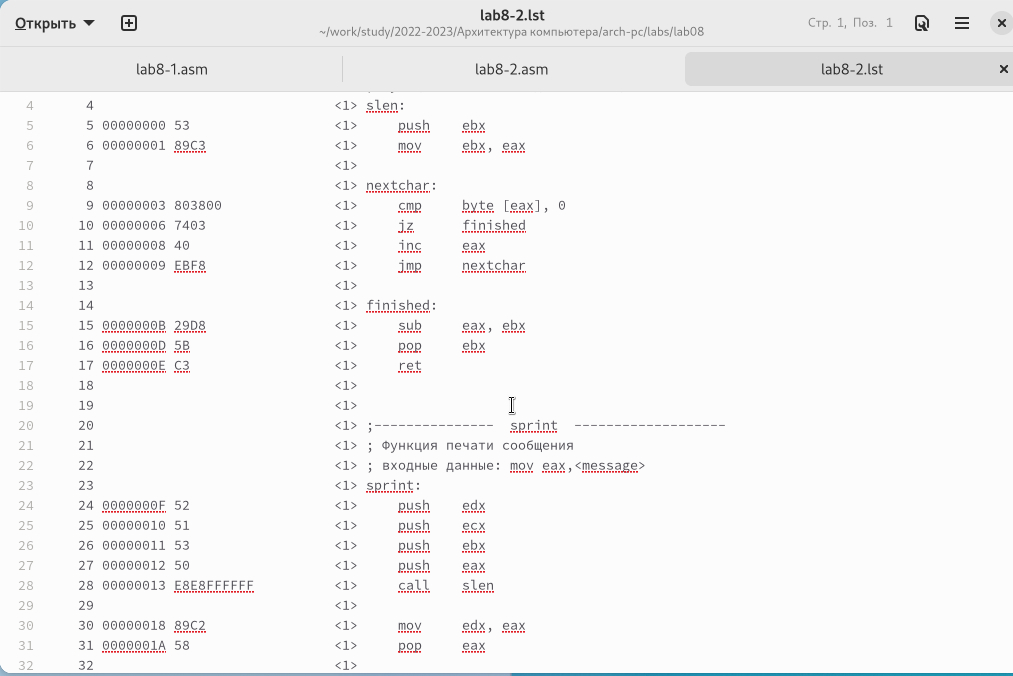 Открыть
lab8-2.lst
~/work/study/2022-2023/Архитектура компьютера/arch-pc/labs/lab08
Стр. 1, Поз. 1
lab8-1.asm lab8-2.asm lab8-2.lst
4 4 <1> slen:
5 5 00000000 53 <1> push ebx
6 6 00000001 89C3 <1> mov ebx, eax
7 7 <1>
8 8 <1> nextchar:
9 9 00000003 803800 <1> cmp byte [eax], 0
10 10 00000006 7403 <1> jz finished
11 11 00000008 40 <1> inc eax
12 12 00000009 EBF8 <1> jmp nextchar
13 13 <1>
14 14 <1> finished:
15 15 0000000B 29D8 <1> sub eax, ebx
16 16 0000000D 5B <1> pop ebx
17 17 0000000E C3 <1> ret
18 18 <1>
19 19 <1>
20 20 <1> ;--------------- sprint -------------------
21 21 <1> ; Функция печати сообщения
22 22 <1> ; входные данные: mov eax,<message>
23 23 <1> sprint:
24 24 0000000F 52 <1> push edx
25 25 00000010 51 <1> push ecx
26 26 00000011 53 <1> push ebx
27 27 00000012 50 <1> push eax
28 28 00000013 E8E8FFFFFF <1> call slen
29 29 <1>
30 30 00000018 89C2 <1> mov edx, eax
31 31 0000001A 58 <1> pop eax
32 32 <1>